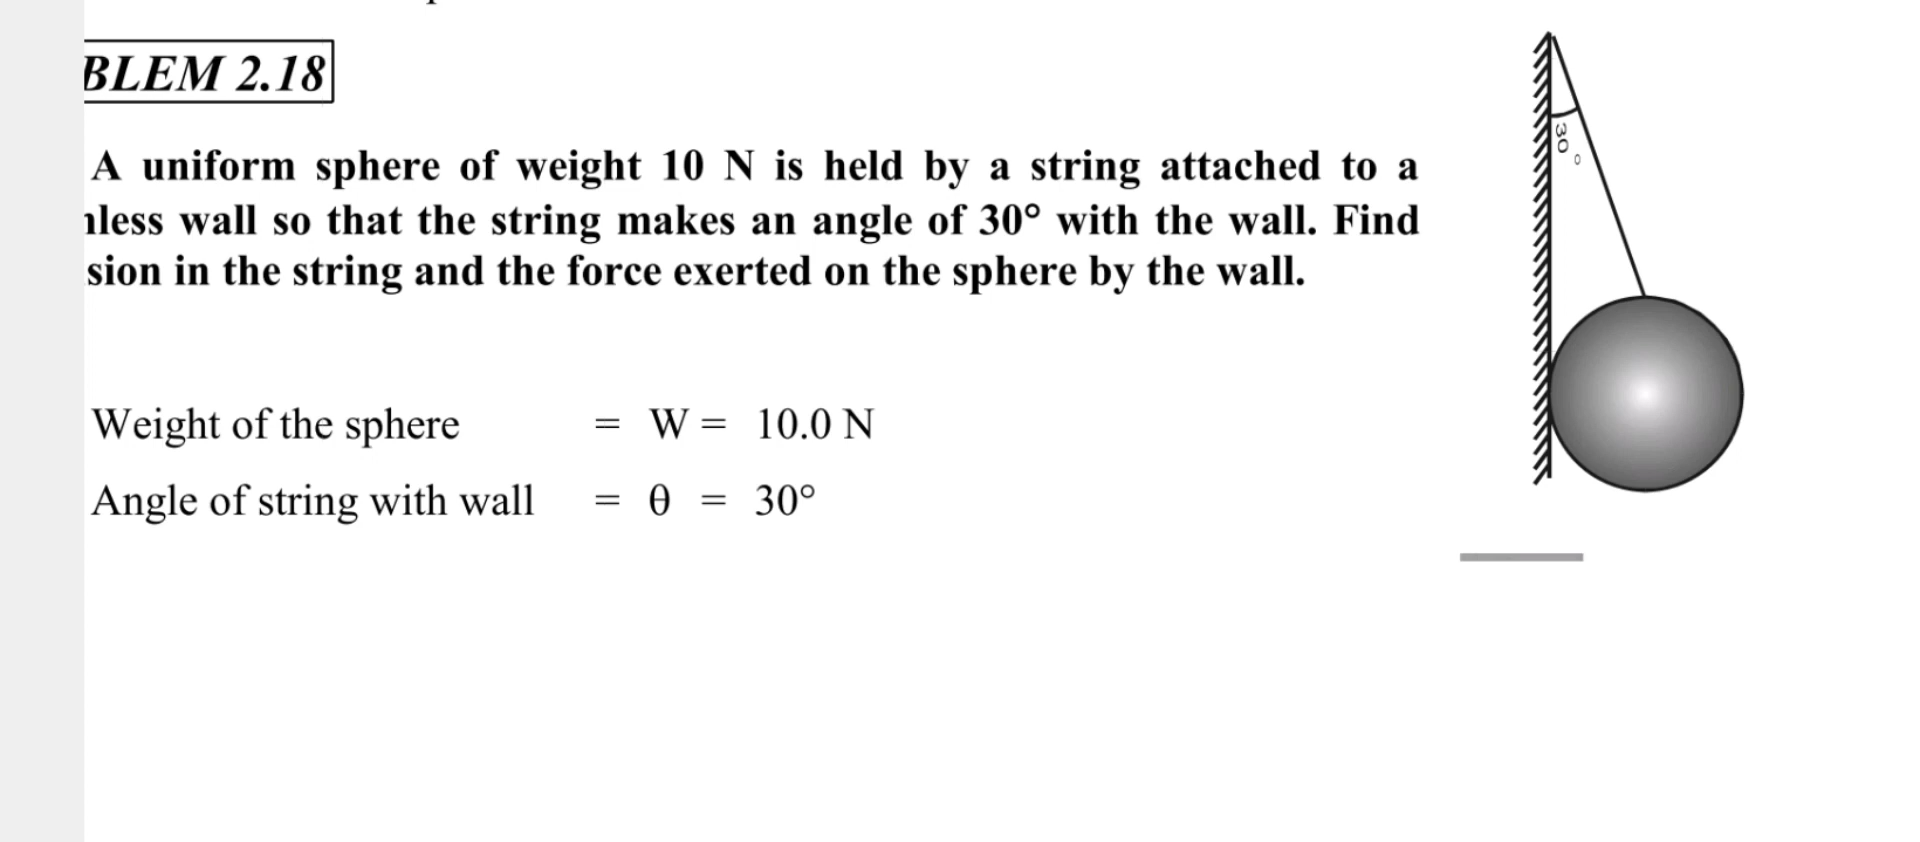 BLEM 2.18
A uniform sphere of weight 10 N is held by a string attached to a
nless wall so that the string makes an angle of 30° with the wall. Find
sion in the string and the force exerted on the sphere by the wall.
Weight of the sphere = W = 10.0 N
Angle of string with wall = θ = 30°
30°